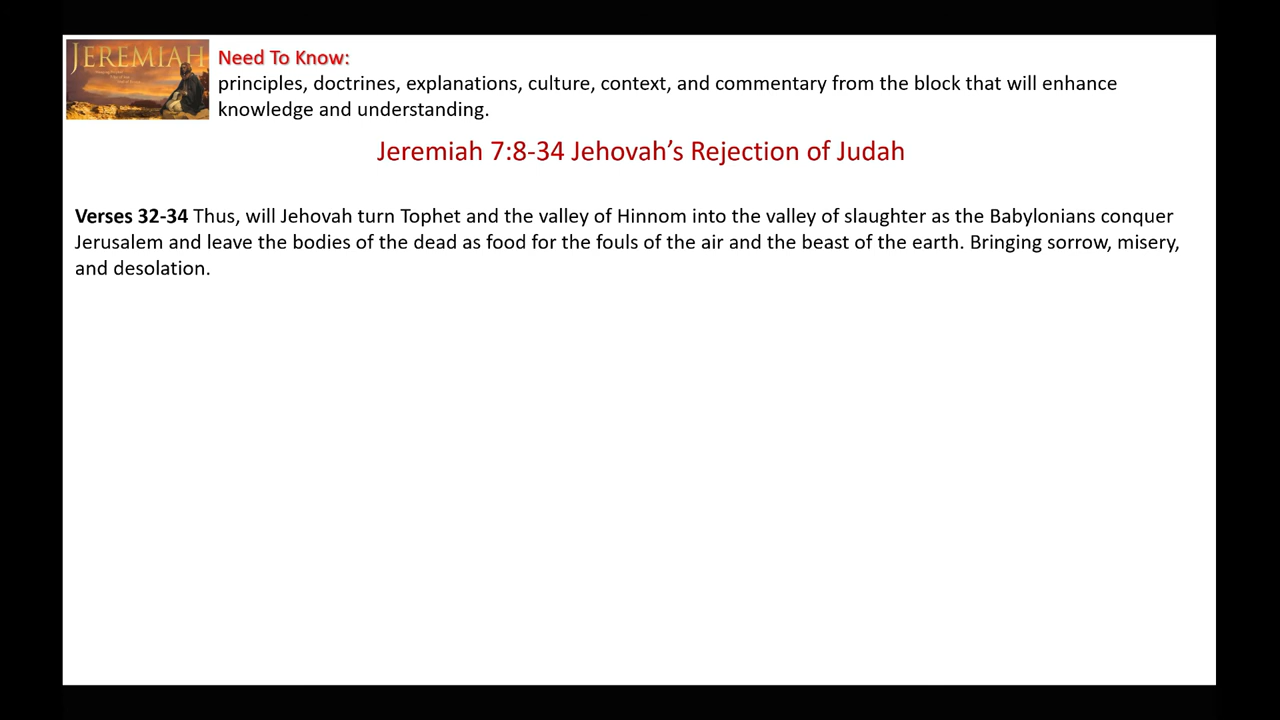 JEREMIAH
Need To Know:
principles, doctrines, explanations, culture, context, and commentary from the block that will enhance
knowledge and understanding.
Jeremiah 7:8-34 Jehovah’s Rejection of Judah
Verses 32-34 Thus, will Jehovah turn Tophet and the valley of Hinnom into the valley of slaughter as the Babylonians conquer
Jerusalem and leave the bodies of the dead as food for the fouls of the air and the beast of the earth. Bringing sorrow, misery,
and desolation.